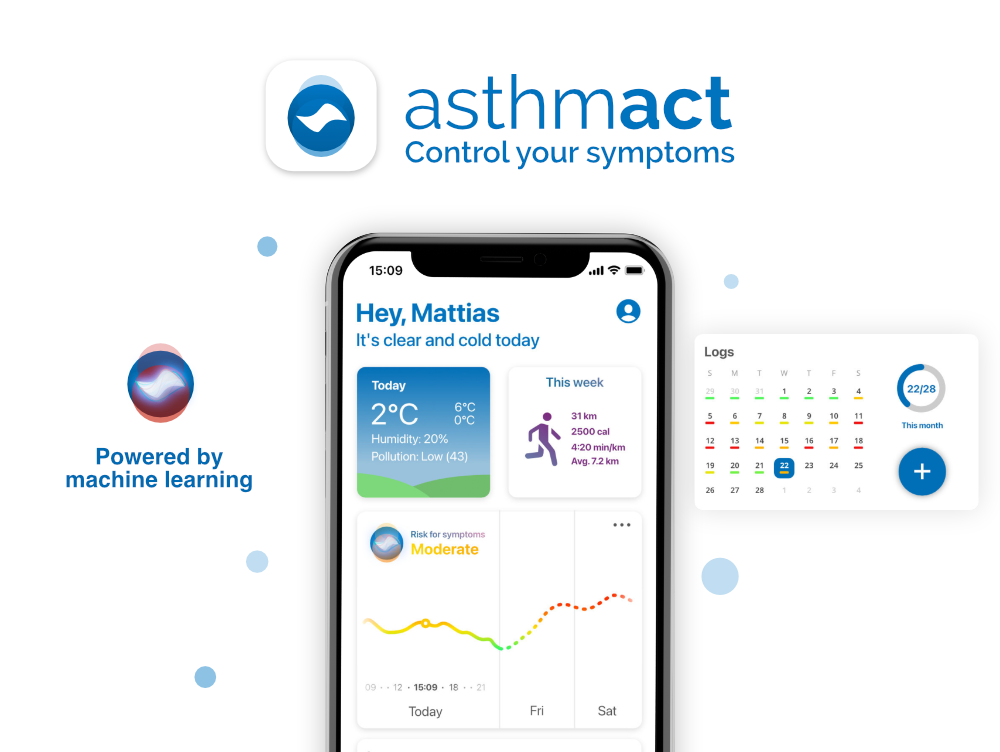 asthmact
Control your symptoms
15:09
Hey, Mattias
It's clear and cold today
Today
2°C
6°C
0°C
Humidity: 20%
Pollution: Low (43)
This week
31 km
2500 cal
4:20 min/km
Avg. 7.2 km
Risk for symptoms
Moderate
09 · · 12 · 15:09 · 18 · · 21
Today
Fri
Sat
Powered by
machine learning
Logs
S M T W T F S
29 30 31 1 2 3 4
5 6 7 8 9 10 11
12 13 14 15 16 17 18
19 20 21 22 23 24 25
26 27 28 1 2 3 4
22/28
This month
+